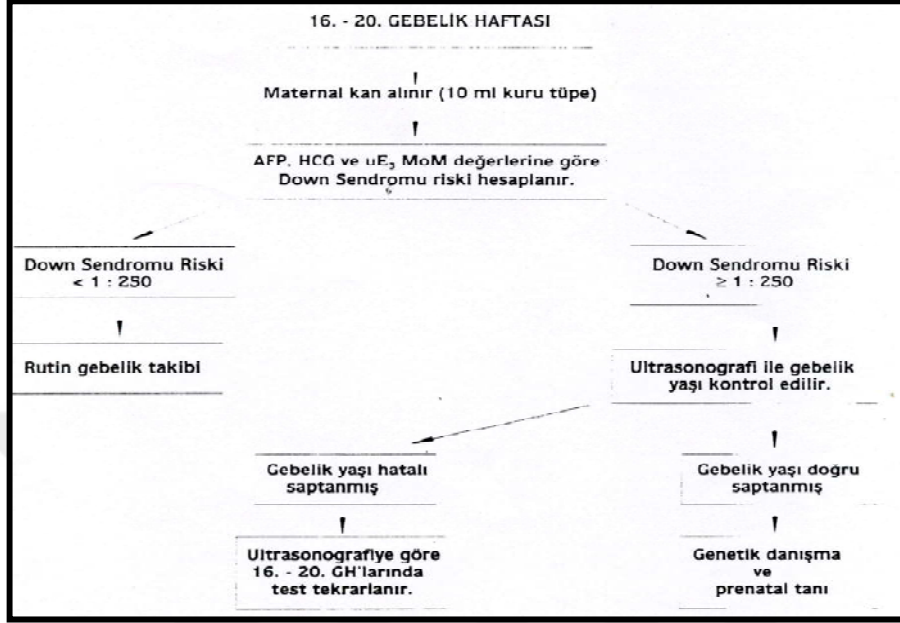 16. - 20. GEBELİK HAFTASI
Maternal kan alınır (10 ml kuru tüpe)
AFP, HCG ve uE₃ MoM değerlerine göre
Down Sendromu riski hesaplanır.
Down Sendromu Riski
< 1 : 250
Down Sendromu Riski
≥ 1 : 250
Rutin gebelik takibi
Ultrasonografi ile gebelik
yaşı kontrol edilir.
Gebelik yaşı hatalı
saptanmış
Gebelik yaşı doğru
saptanmış
Ultrasonografiye göre
16. - 20. GH'larında
test tekrarlanır.
Genetik danışma
ve
prenatal tanı